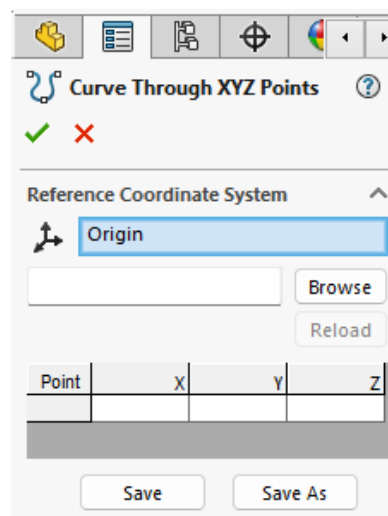 Curve Through XYZ Points ?
Reference Coordinate System
Origin
Browse
Reload
Point X Y Z
Save Save As